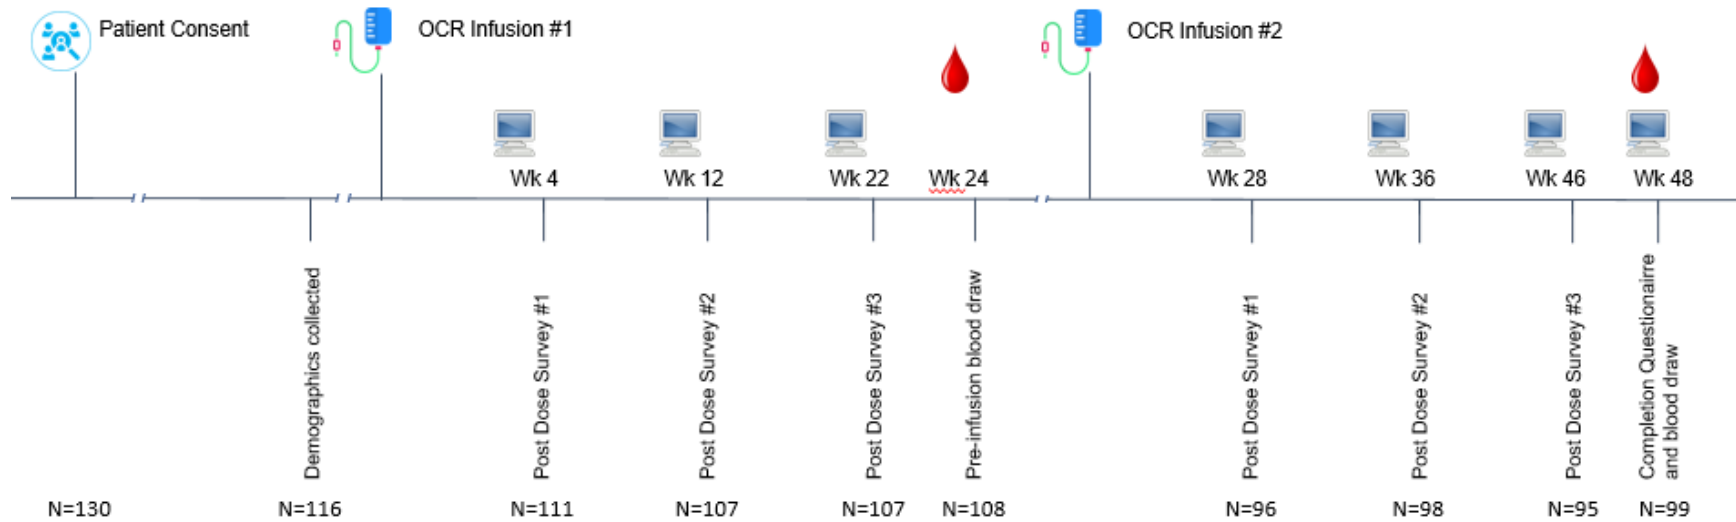 Patient Consent
OCR Infusion #1
OCR Infusion #2
Wk 4
Wk 12
Wk 22
Wk 24
Wk 28
Wk 36
Wk 46
Wk 48
Demographics collected
Post Dose Survey #1
Post Dose Survey #2
Post Dose Survey #3
Pre-infusion blood draw
Post Dose Survey #1
Post Dose Survey #2
Post Dose Survey #3
Completion Questionairre
and blood draw
N=130
N=116
N=111
N=107
N=107
N=108
N=96
N=98
N=95
N=99